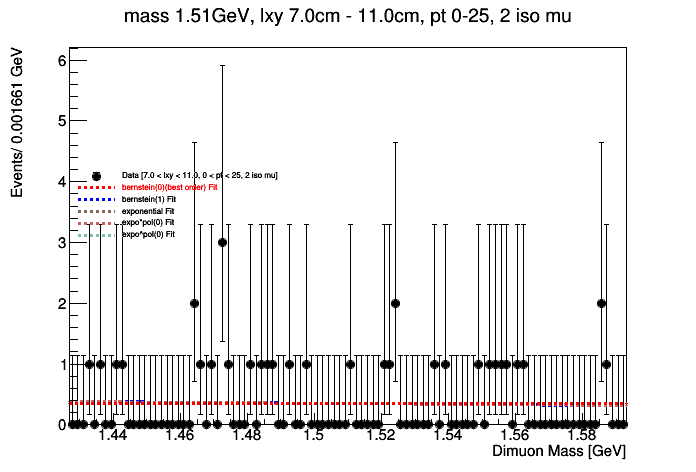 mass 1.51GeV, lxy 7.0cm - 11.0cm, pt 0-25, 2 iso mu
Events/ 0.001661 GeV
6
5
4
3
2
1
0
Data [7.0 < lxy < 11.0, 0 < pt < 25, 2 iso mu]
bernstein(0)(best order) Fit
bernstein(1) Fit
exponential Fit
expo*pol(0) Fit
expo^pol(0) Fit
1.44 1.46 1.48 1.5 1.52 1.54 1.56 1.58
Dimuon Mass [GeV]